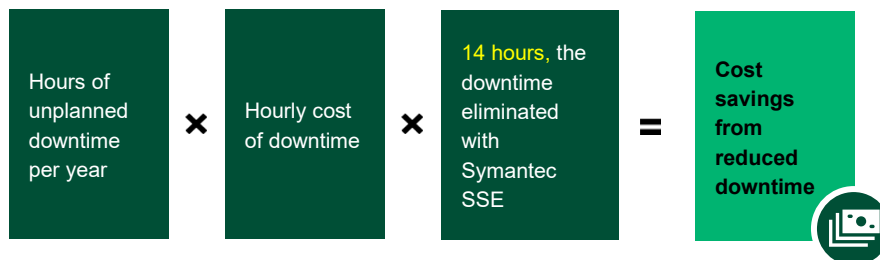 Hours of
unplanned
downtime
per year
×
Hourly cost
of downtime
×
14 hours, the
downtime
eliminated
with
Symantec
SSE
=
Cost
savings
from
reduced
downtime